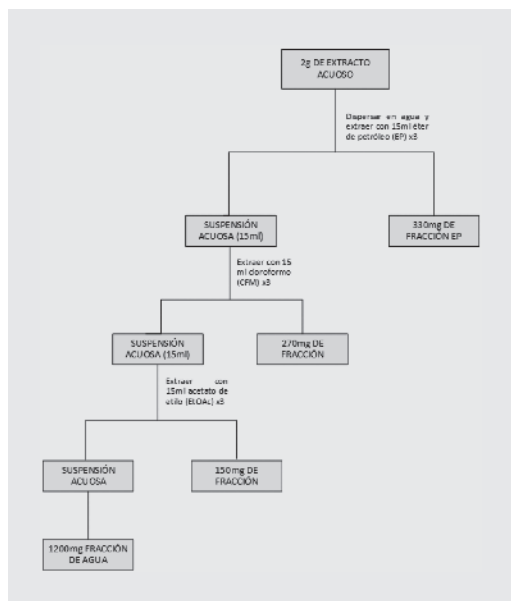 2g DE EXTRACTO
ACUOSO
Dispersar en agua y
extraer con 15ml éter
de petróleo (EP) x3
SUSPENSIÓN
ACUOSA (15ml)
330mg DE
FRACCIÓN EP
Extraer con 15
ml cloroformo
(CFM) x3
SUSPENSIÓN
ACUOSA (15ml)
270mg DE
FRACCIÓN
Extraer con
15ml acetato de
etilo (EtOAc) x3
SUSPENSIÓN
ACUOSA
150mg DE
FRACCIÓN
1200mg FRACCIÓN
DE AGUA